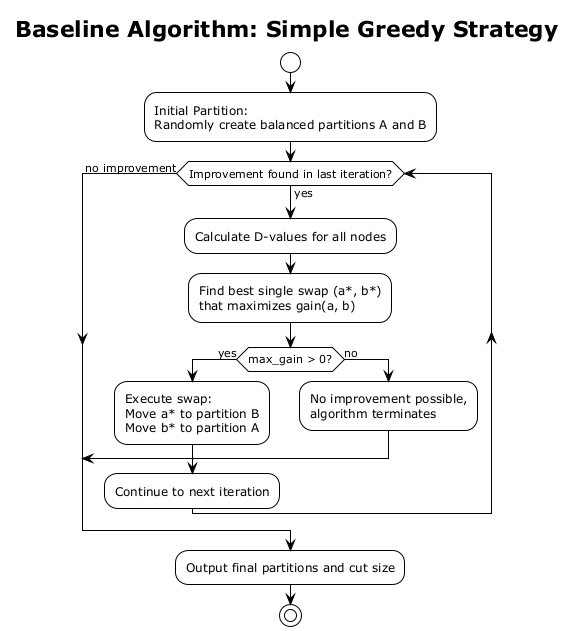 Baseline Algorithm: Simple Greedy Strategy
Initial Partition:
Randomly create balanced partitions A and B
no improvement
Improvement found in last iteration?
yes
Calculate D-values for all nodes
Find best single swap (a*, b*)
that maximizes gain(a, b)
yes
max_gain > 0?
no
Execute swap:
Move a* to partition B
Move b* to partition A
No improvement possible,
algorithm terminates
Continue to next iteration
Output final partitions and cut size